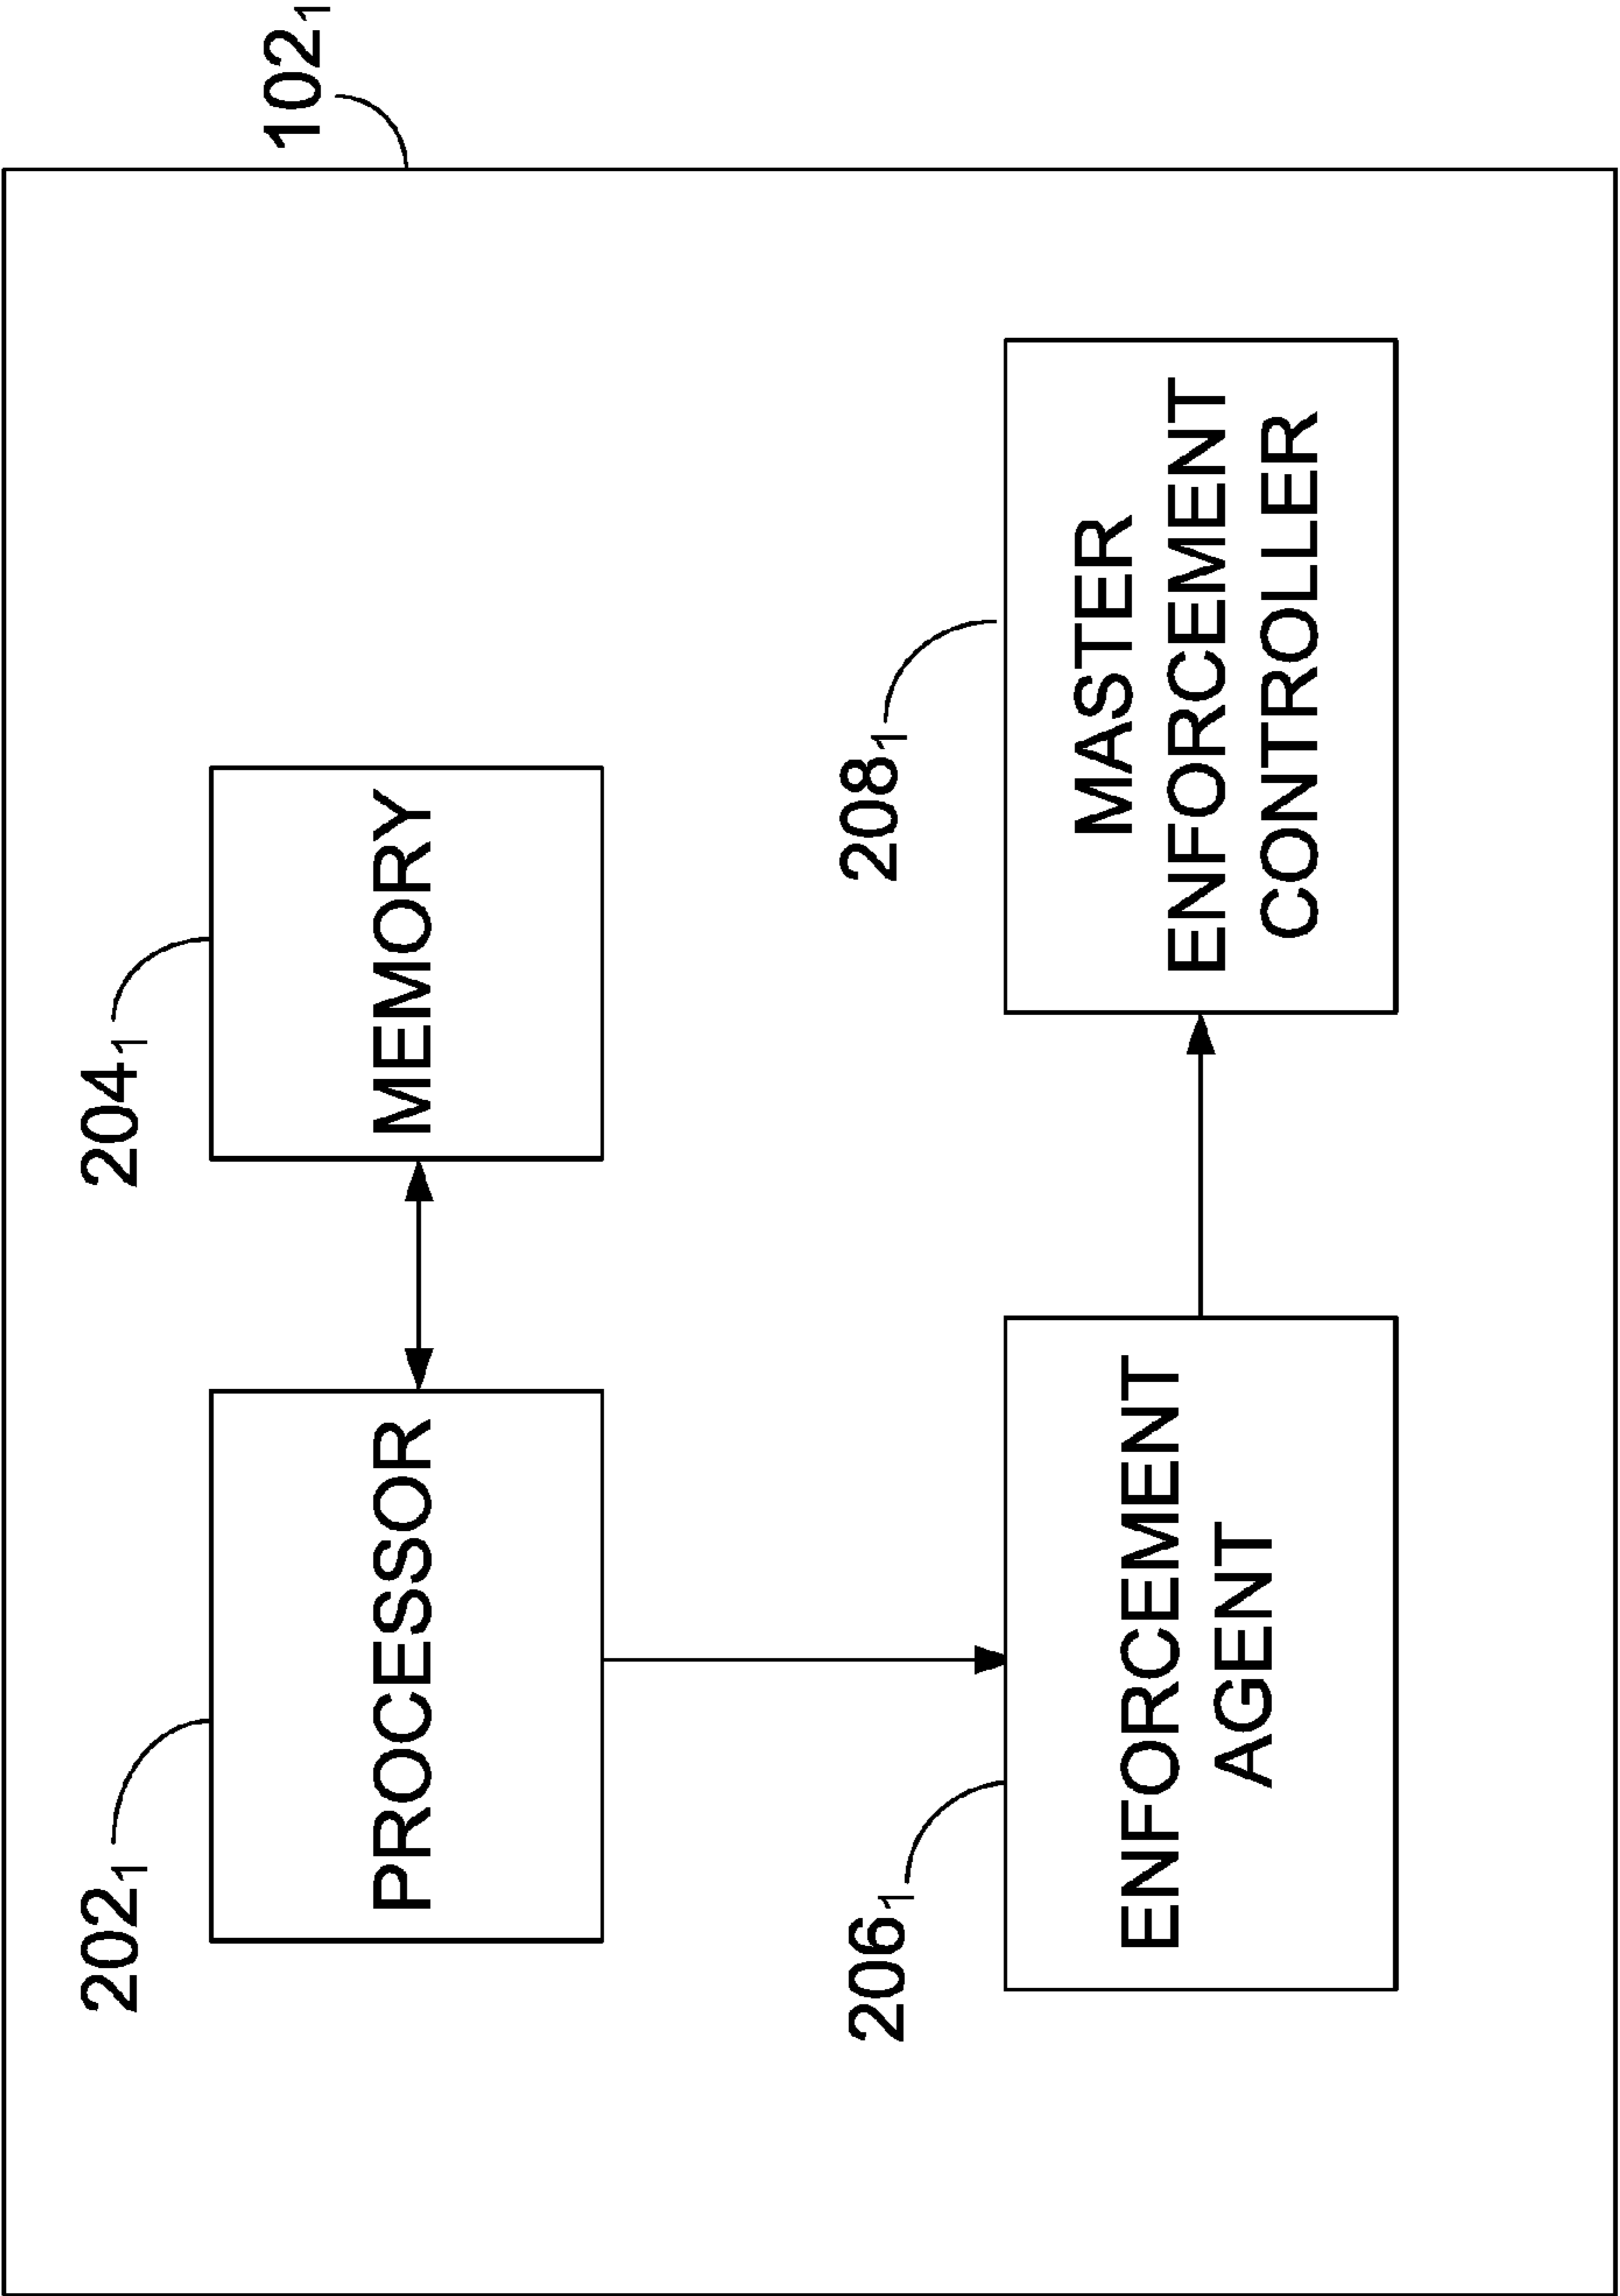 102₁
202₁
204₁
PROCESSOR
MEMORY
206₁
208₁
ENFORCEMENT
AGENT
MASTER
ENFORCEMENT
CONTROLLER